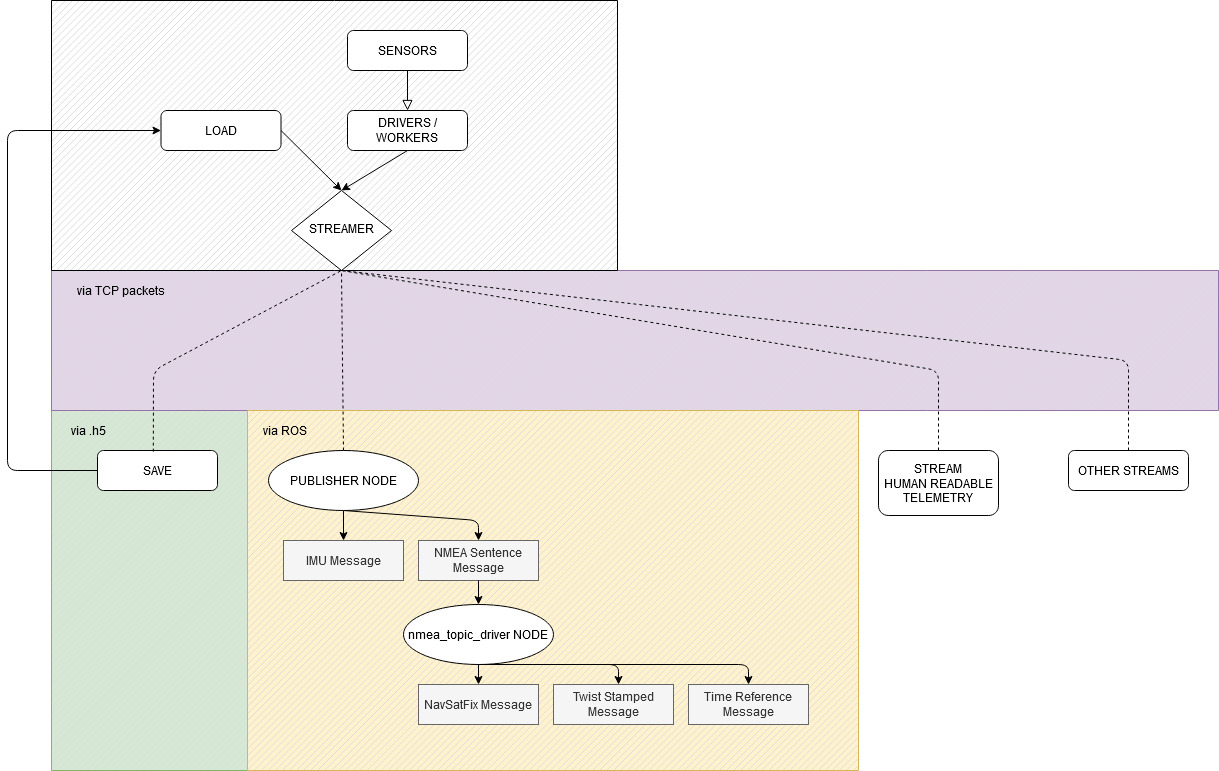 SENSORS
LOAD
DRIVERS /
WORKERS
STREAMER
via TCP packets
via .h5
via ROS
SAVE
PUBLISHER NODE
STREAM
HUMAN READABLE
TELEMETRY
OTHER STREAMS
IMU Message
NMEA Sentence
Message
nmea_topic_driver NODE
NavSatFix Message
Twist Stamped
Message
Time Reference
Message